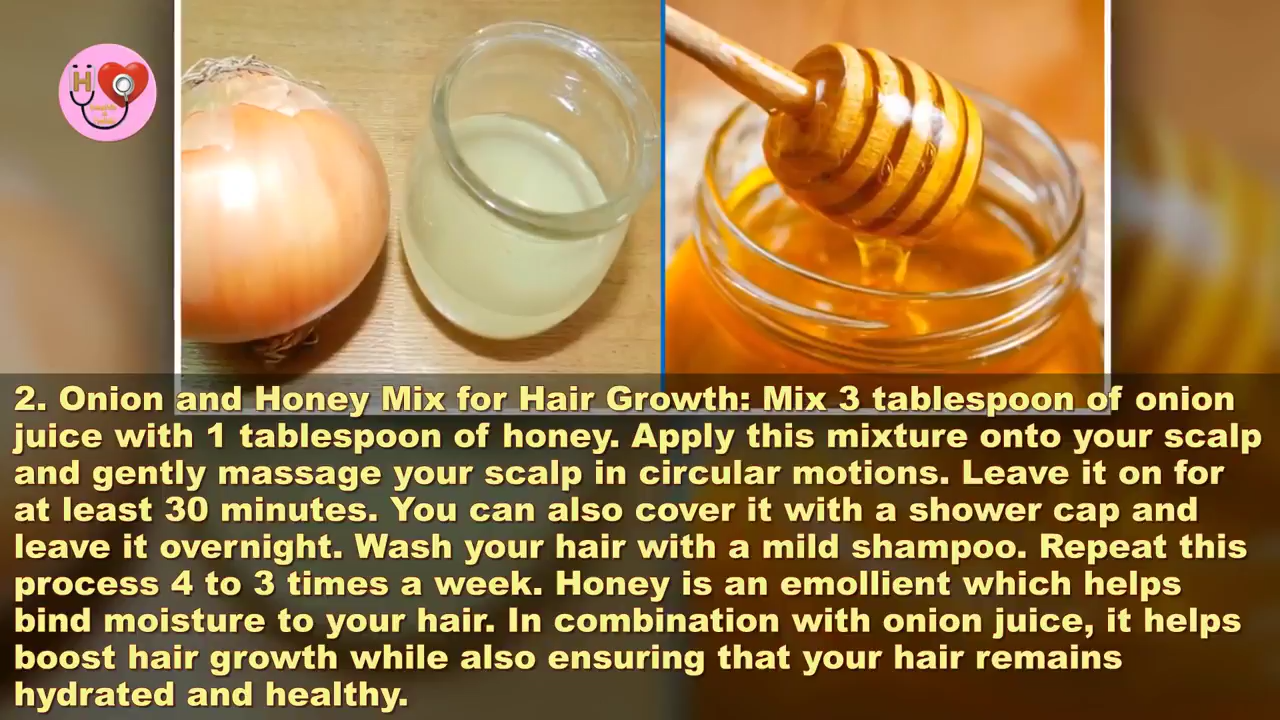 H
2. Onion and Honey Mix for Hair Growth: Mix 3 tablespoon of onion
juice with 1 tablespoon of honey. Apply this mixture onto your scalp
and gently massage your scalp in circular motions. Leave it on for
at least 30 minutes. You can also cover it with a shower cap and
leave it overnight. Wash your hair with a mild shampoo. Repeat this
process 4 to 3 times a week. Honey is an emollient which helps
bind moisture to your hair. In combination with onion juice, it helps
boost hair growth while also ensuring that your hair remains
hydrated and healthy.